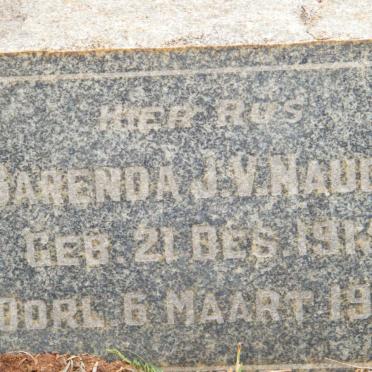 HIER RUS
BARENDA J.V. NAUD
GEB. 21 DES. 191
OORL 6 MAART 19